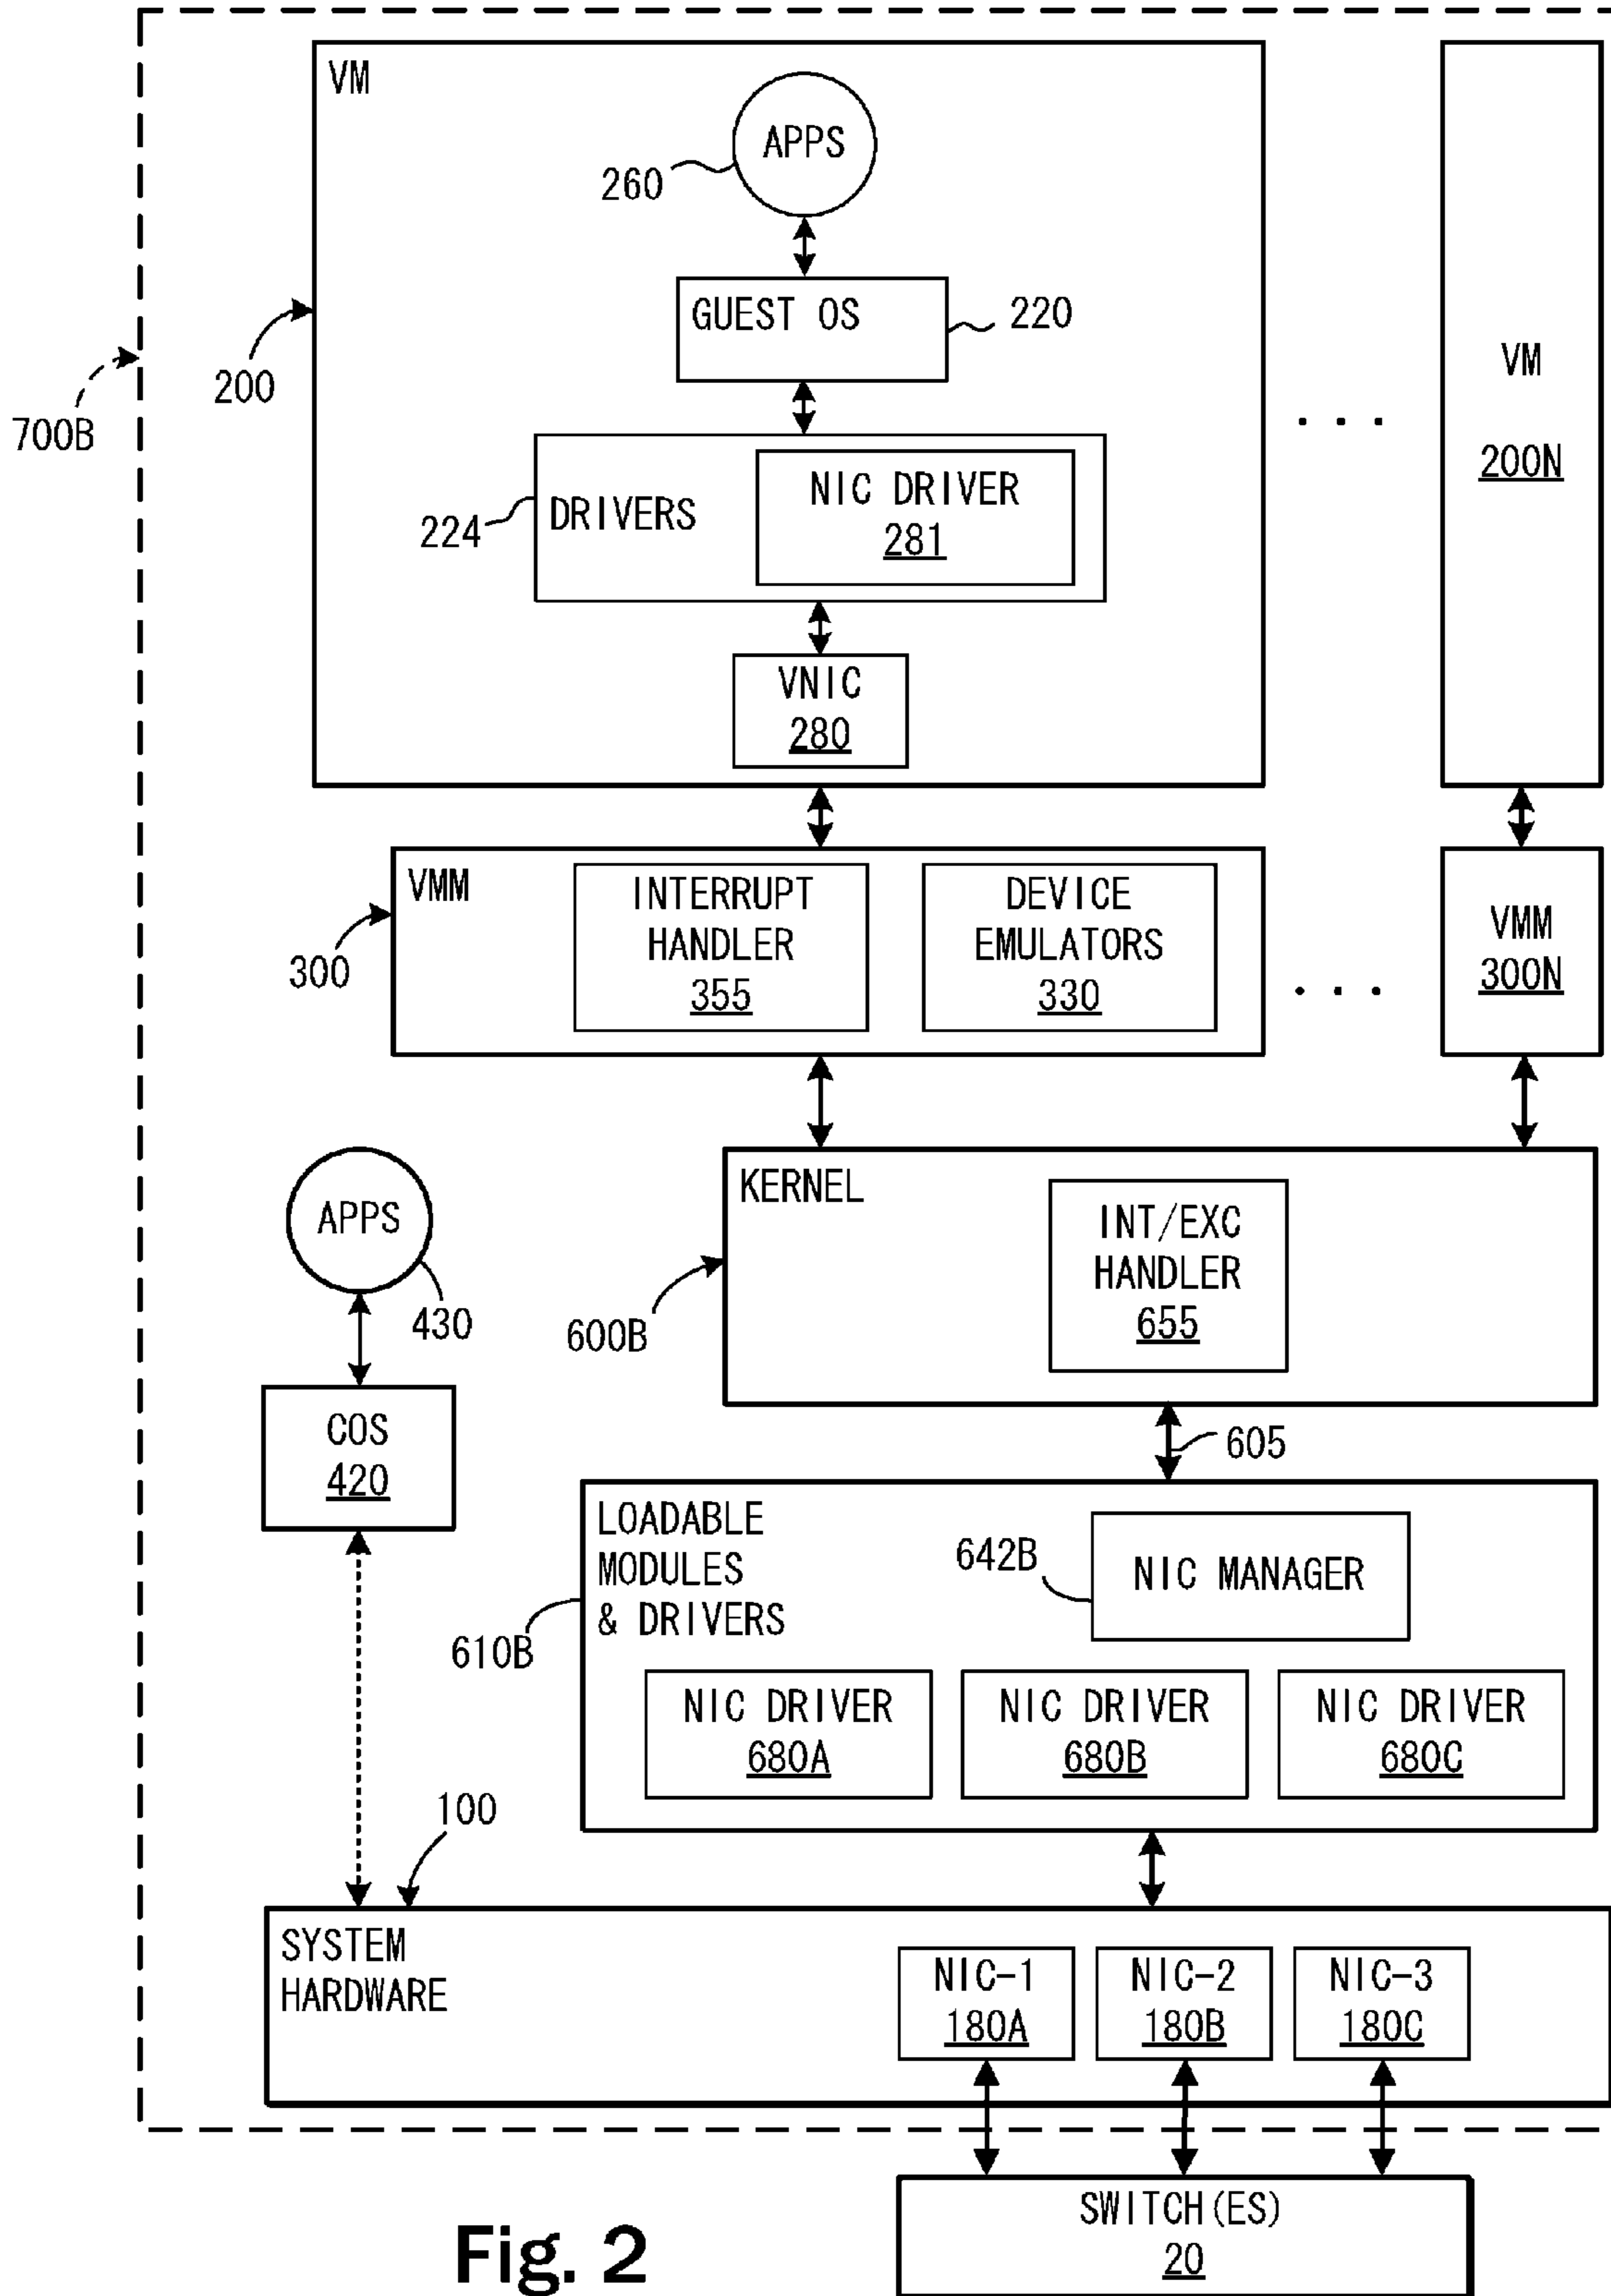 VM
APPS
260
GUEST OS
220
200
700B
DRIVERS
224
NIC DRIVER
281
VNIC
280
. . .
VM
200N
VMM
300
INTERRUPT
HANDLER
355
DEVICE
EMULATORS
330
. . .
VMM
300N
APPS
430
COS
420
KERNEL
600B
INT/EXC
HANDLER
655
605
LOADABLE
MODULES
& DRIVERS
610B
642B
NIC MANAGER
NIC DRIVER
680A
NIC DRIVER
680B
NIC DRIVER
680C
100
SYSTEM
HARDWARE
NIC-1
180A
NIC-2
180B
NIC-3
180C
SWITCH(ES)
20
Fig. 2